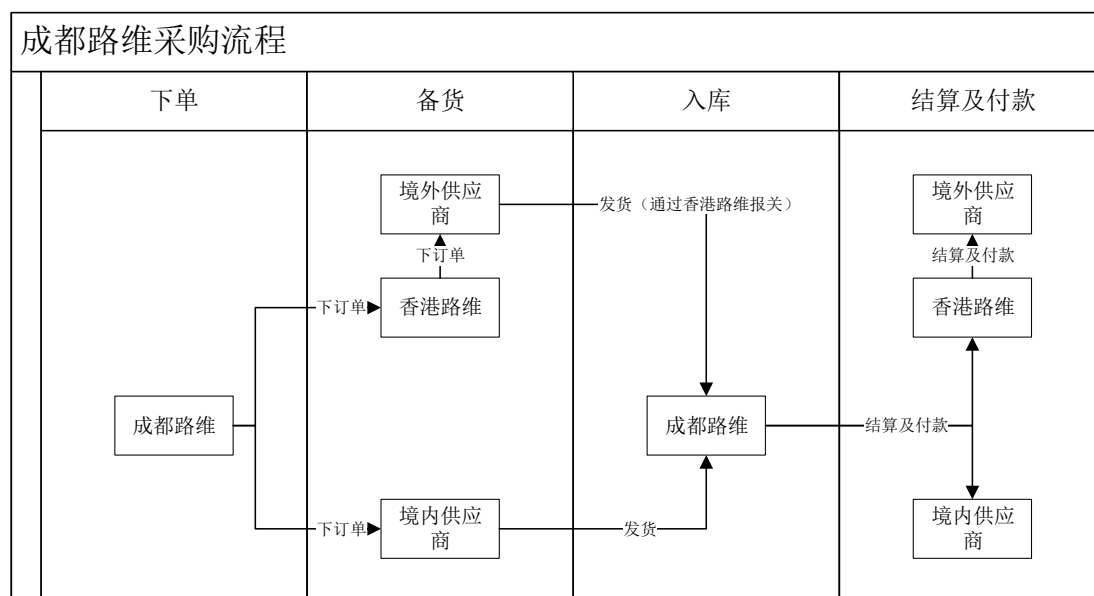 成都路维采购流程
下单
备货
入库
结算及付款
境外供应
商
发货（通过香港路维报关）
境外供应
商
下订单
结算及付款
下订单
香港路维
香港路维
成都路维
成都路维
结算及付款
下订单
境内供应
商
发货
境内供应
商